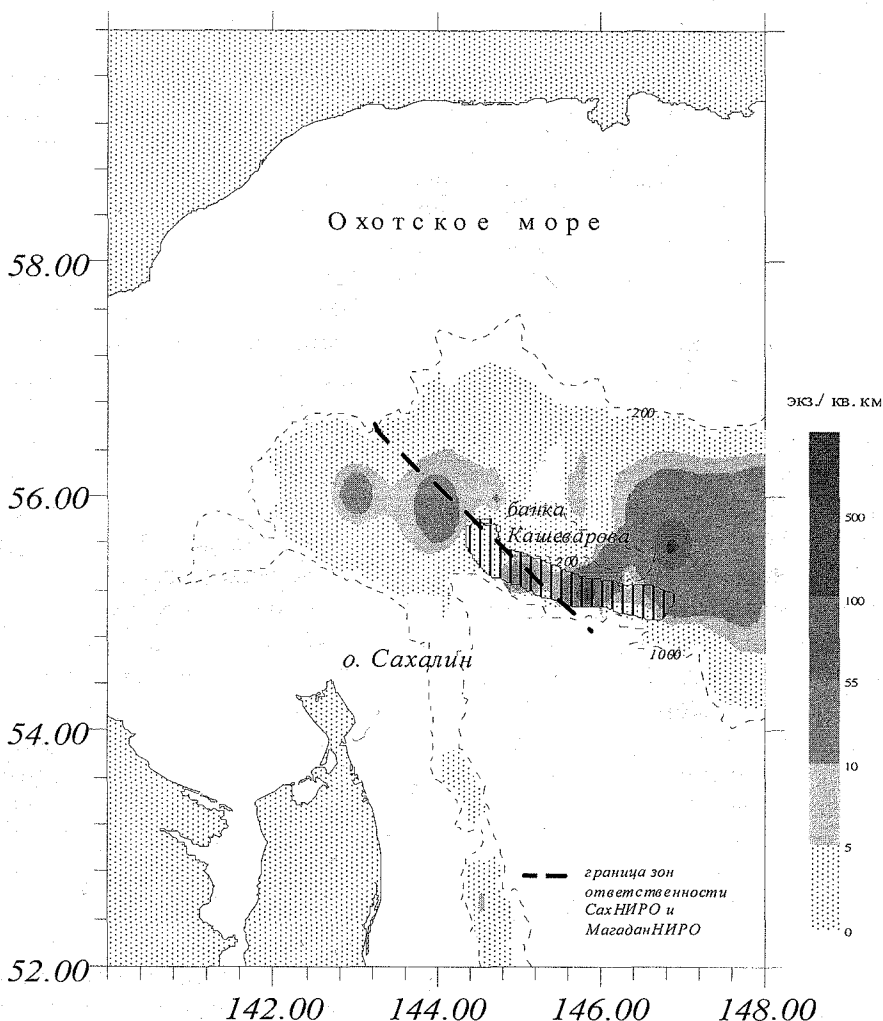 Охотское море
58.00
экз./ кв. км
200
56.00
банка
Кашеварова
500
200
100
о. Сахалин
1000
55
54.00
10
5
граница зон
ответственности
СахНИРО и
МагаданНИРО
0
52.00
142.00
144.00
146.00
148.00